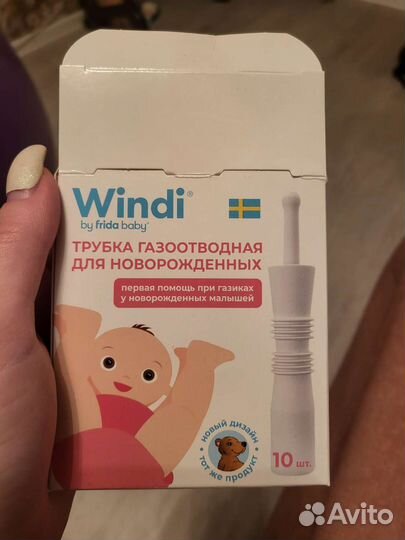 Windi®
by frida baby®
ТРУБКА ГАЗООТВОДНАЯ
ДЛЯ НОВОРОЖДЕННЫХ
первая помощь при газиках
у новорожденных малышей
новый дизайн
тот же продукт
10 шт.
Avito